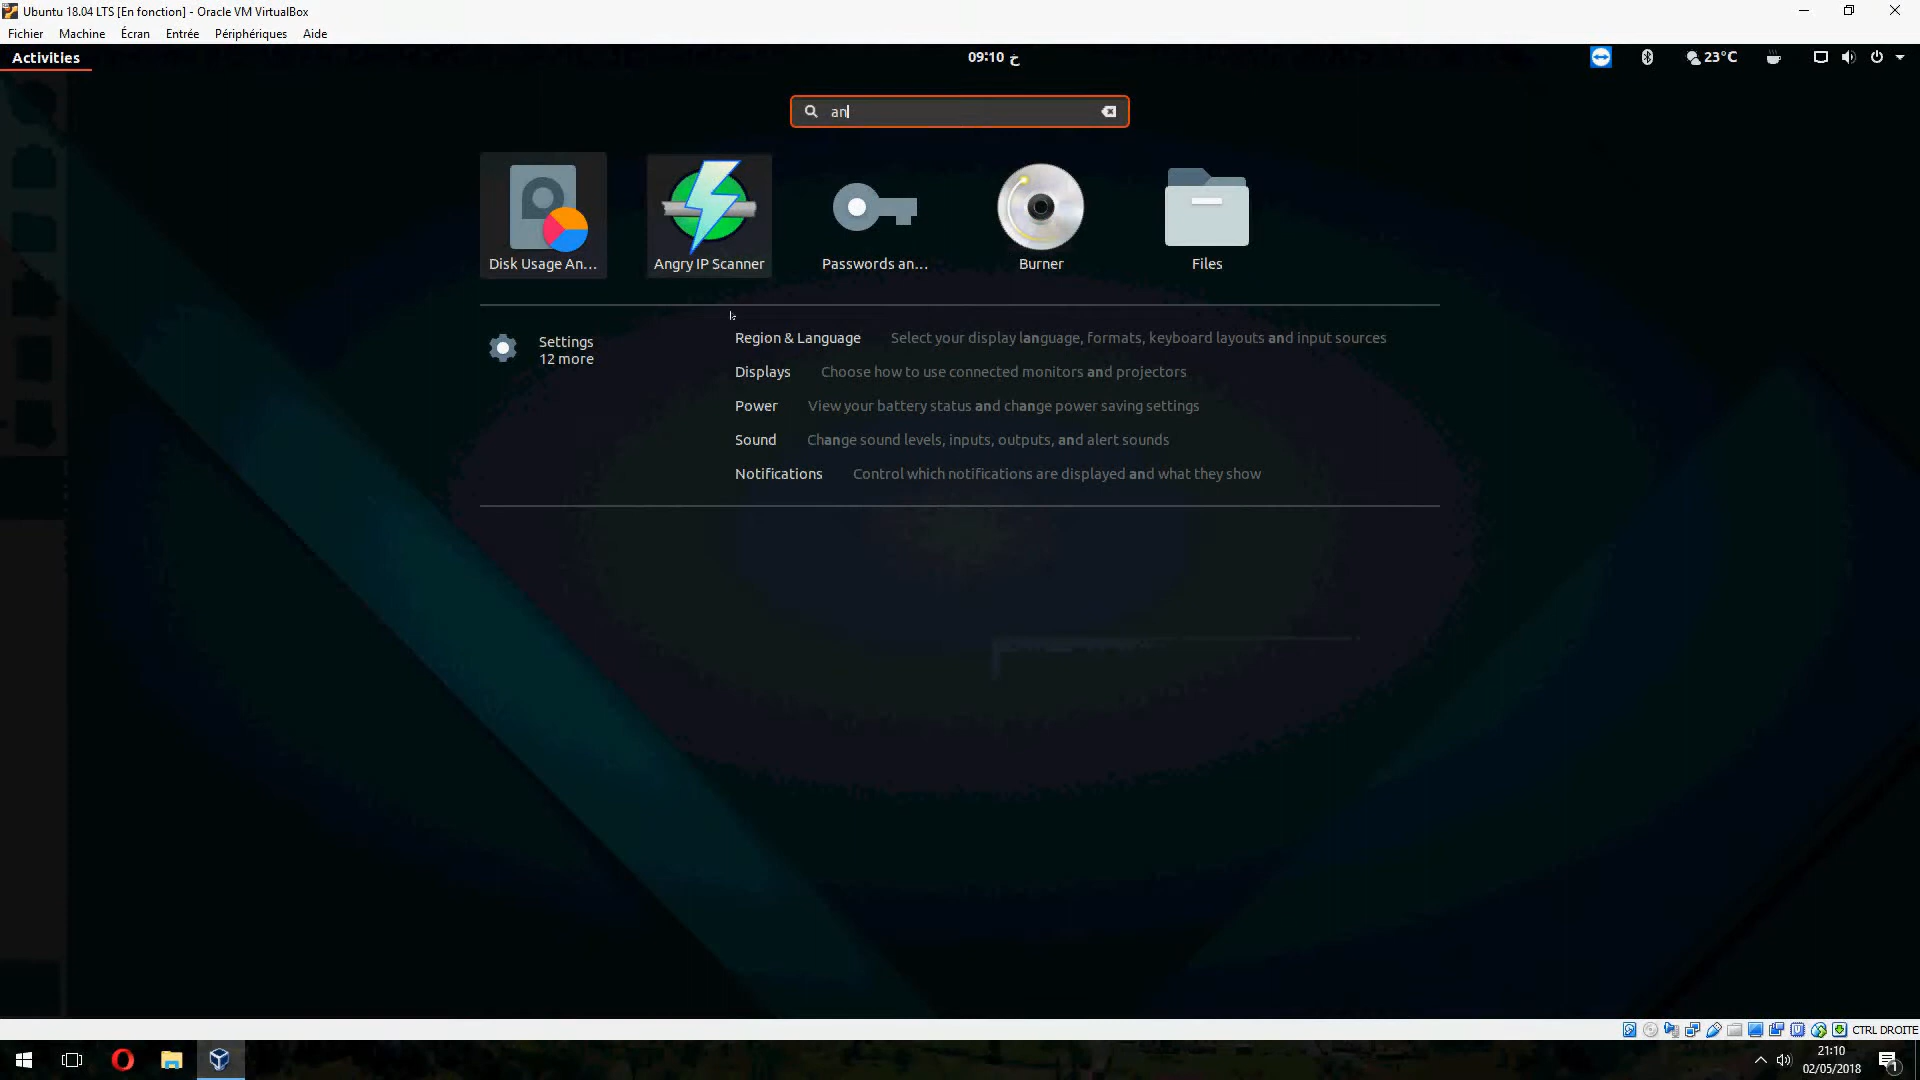 Ubuntu 18.04 LTS [En fonction] - Oracle VM VirtualBox
Fichier Machine Écran Entrée Périphériques Aide
Activities
09:10 خ
23°C
an
Disk Usage An...
Angry IP Scanner
Passwords an...
Burner
Files
Settings
12 more
Region & Language Select your display language, formats, keyboard layouts and input sources
Displays Choose how to use connected monitors and projectors
Power View your battery status and change power saving settings
Sound Change sound levels, inputs, outputs, and alert sounds
Notifications Control which notifications are displayed and what they show
CTRL DROITE
21:10
02/05/2018
1